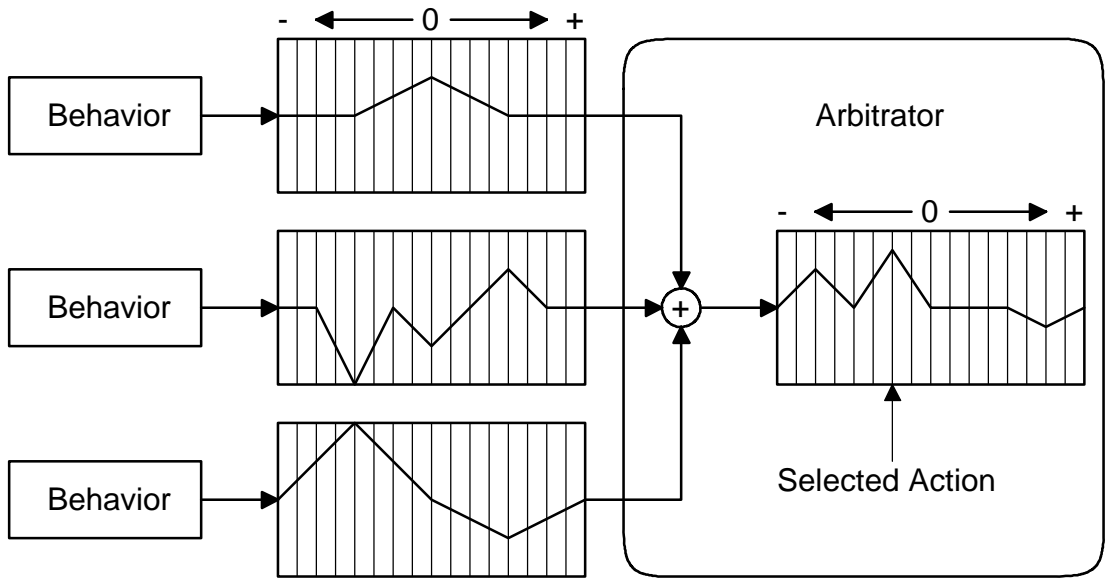 - 0 +
Behavior
Arbitrator
- 0 +
Behavior
+
Behavior
Selected Action